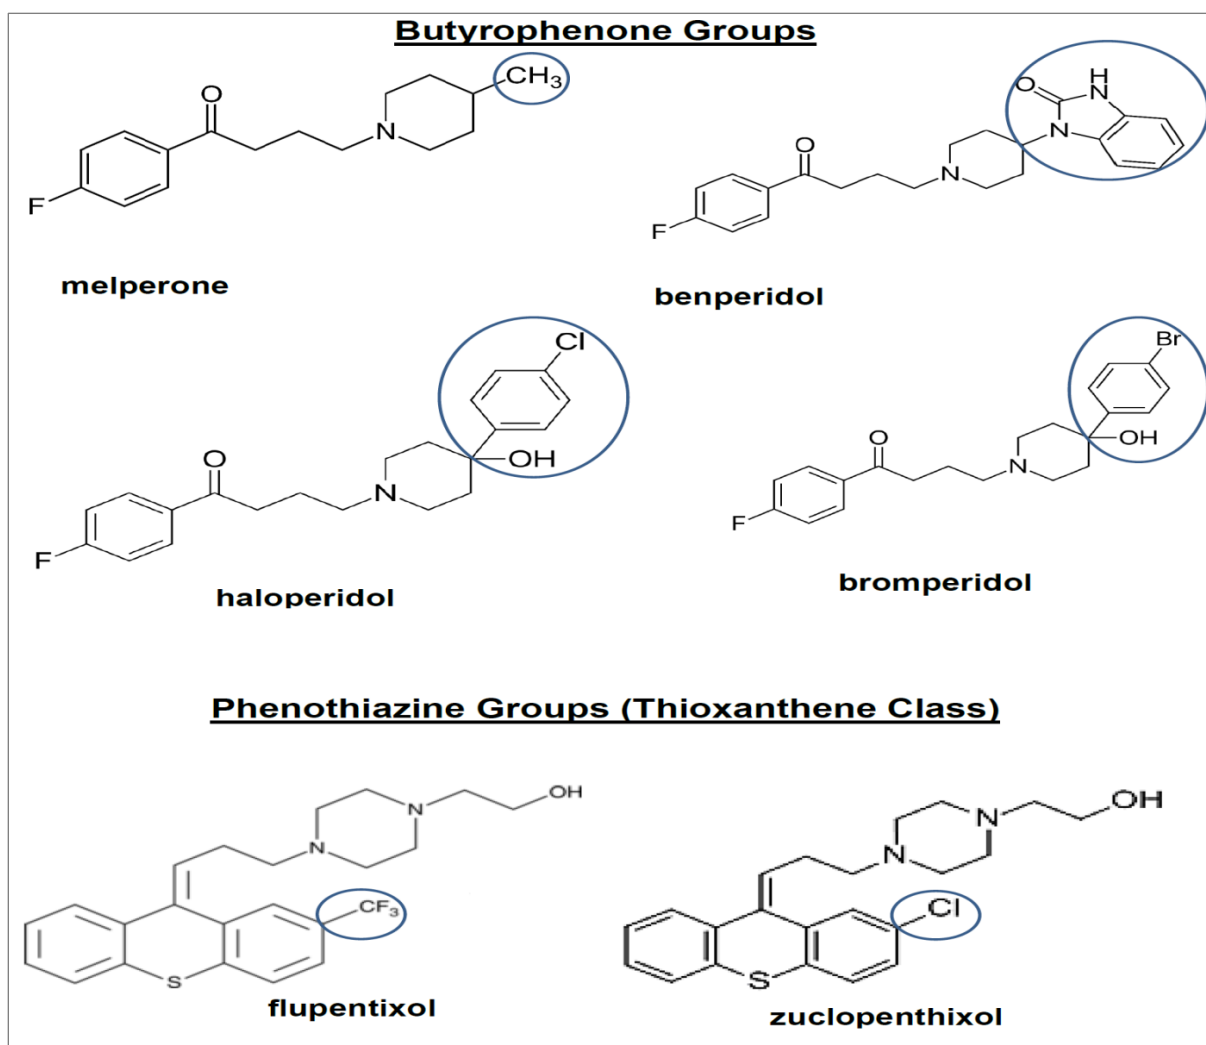 Butyrophenone Groups
CH3
O
N
F
melperone
H
O
N
N
O
N
F
benperidol
Cl
OH
O
N
F
haloperidol
Br
OH
O
N
F
bromperidol
Phenothiazine Groups (Thioxanthene Class)
OH
N
N
CF3
S
flupentixol
OH
N
N
Cl
S
zuclopenthixol